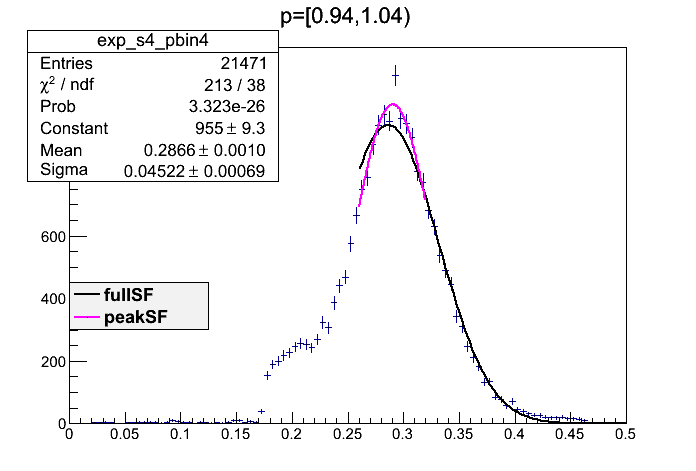 p=[0.94,1.04)
exp_s4_pbin4
Entries 21471
χ² / ndf 213 / 38
Prob 3.323e-26
Constant 955 ± 9.3
Mean 0.2866 ± 0.0010
Sigma 0.04522 ± 0.00069
600
400
fullSF
peakSF
200
0
0 0.05 0.1 0.15 0.2 0.25 0.3 0.35 0.4 0.45 0.5